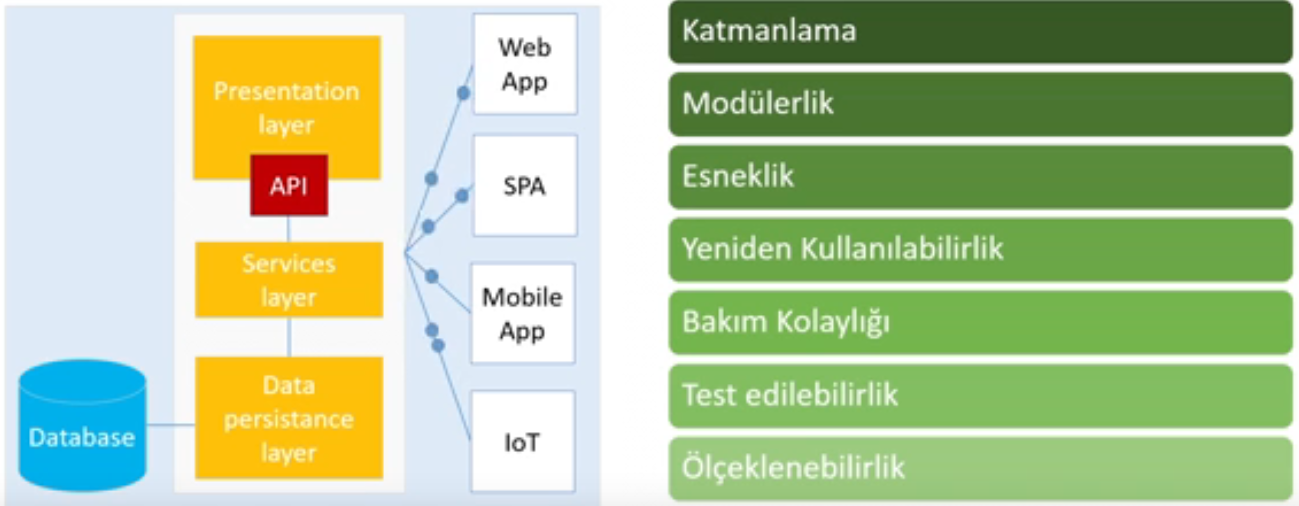 Presentation
layer
API
Services
layer
Data
persistance
layer
Database
Web
App
SPA
Mobile
App
IoT
Katmanlama
Modülerlik
Esneklik
Yeniden Kullanılabilirlik
Bakım Kolaylığı
Test edilebilirlik
Ölçeklenebilirlik